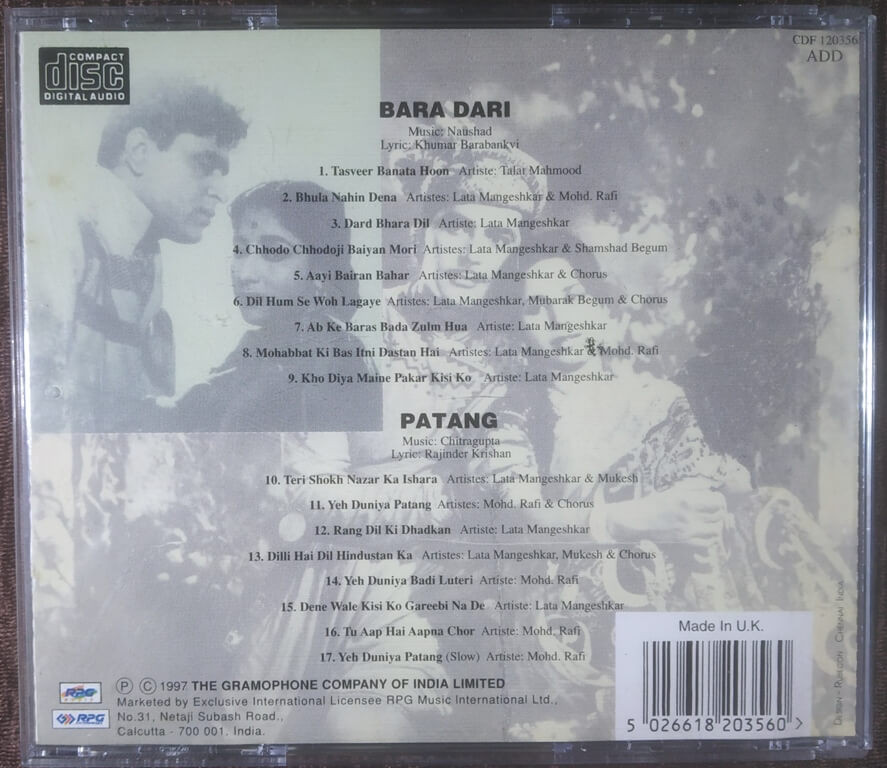 COMPACT
disc
DIGITAL AUDIO
CDF 120356
ADD
BARA DARI
Music: Naushad
Lyric: Khumar Barabankvi
1. Tasveer Banata Hoon Artiste: Talat Mahmood
2. Bhula Nahin Dena Artistes: Lata Mangeshkar & Mohd. Rafi
3. Dard Bhara Dil Artiste: Lata Mangeshkar
4. Chhodo Chhodoji Baiyan Mori Artistes: Lata Mangeshkar & Shamshad Begum
5. Aayi Bairan Bahar Artistes: Lata Mangeshkar & Chorus
6. Dil Hum Se Woh Lagaye Artistes: Lata Mangeshkar, Mubarak Begum & Chorus
7. Ab Ke Baras Bada Zulm Hua Artiste: Lata Mangeshkar
8. Mohabbat Ki Bas Itni Dastan Hai Artistes: Lata Mangeshkar & Mohd. Rafi
9. Kho Diya Maine Pakar Kisi Ko Artiste: Lata Mangeshkar
PATANG
Music: Chitragupta
Lyric: Rajinder Krishan
10. Teri Shokh Nazar Ka Ishara Artistes: Lata Mangeshkar & Mukesh
11. Yeh Duniya Patang Artistes: Mohd. Rafi & Chorus
12. Rang Dil Ki Dhadkan Artiste: Lata Mangeshkar
13. Dilli Hai Dil Hindustan Ka Artistes: Lata Mangeshkar, Mukesh & Chorus
14. Yeh Duniya Badi Luteri Artiste: Mohd. Rafi
15. Dene Wale Kisi Ko Gareebi Na De Artiste: Lata Mangeshkar
16. Tu Aap Hai Aapna Chor Artiste: Mohd. Rafi
17. Yeh Duniya Patang (Slow) Artiste: Mohd. Rafi
Made In U.K.
5 026618 203560 >
RPG
RPG
Ⓟ © 1997 THE GRAMOPHONE COMPANY OF INDIA LIMITED
Marketed by Exclusive International Licensee RPG Music International Ltd.,
No.31, Netaji Subash Road.,
Calcutta - 700 001. India.
DESIGN - RUBICON CHENNAI INDIA